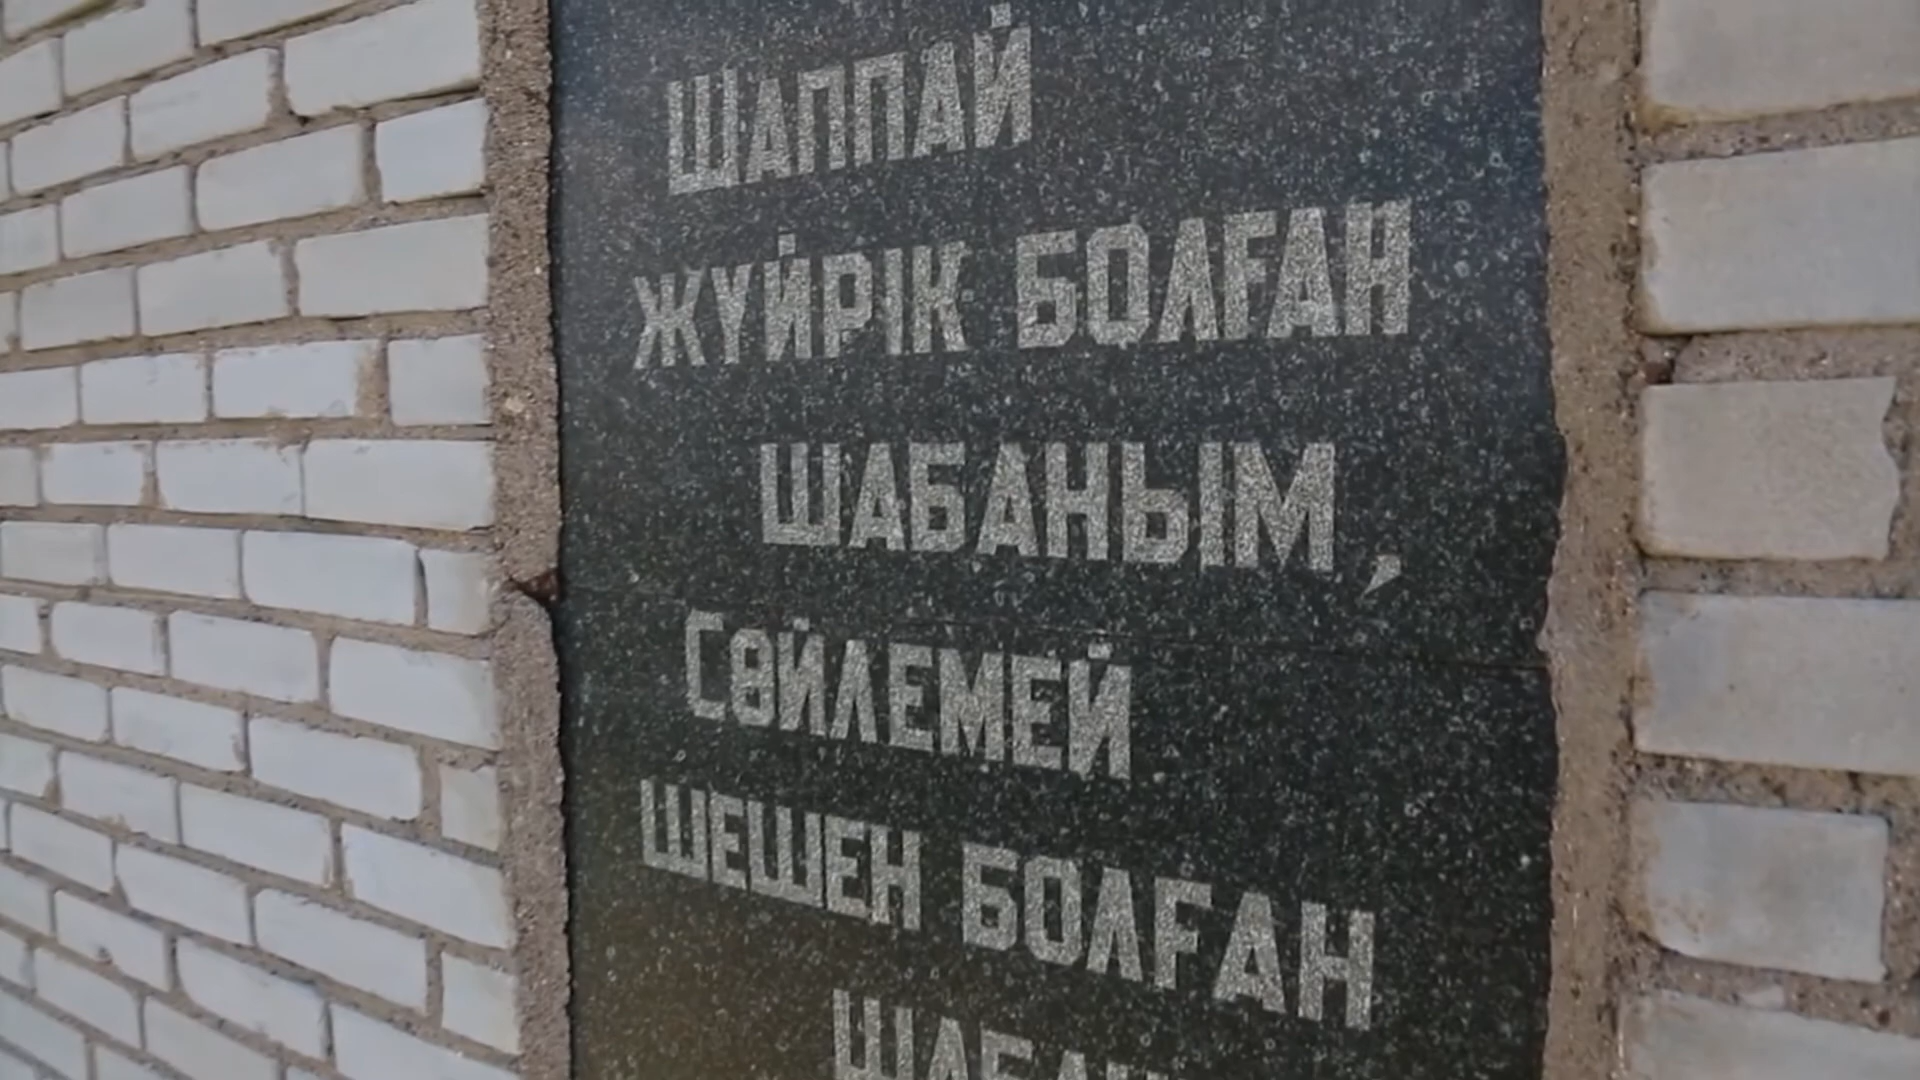 ШАППАЙ
ЖҮЙРІК БОЛҒАН
ШАБАНЫМ,
СӨЙЛЕМЕЙ
ШЕШЕН БОЛҒАН